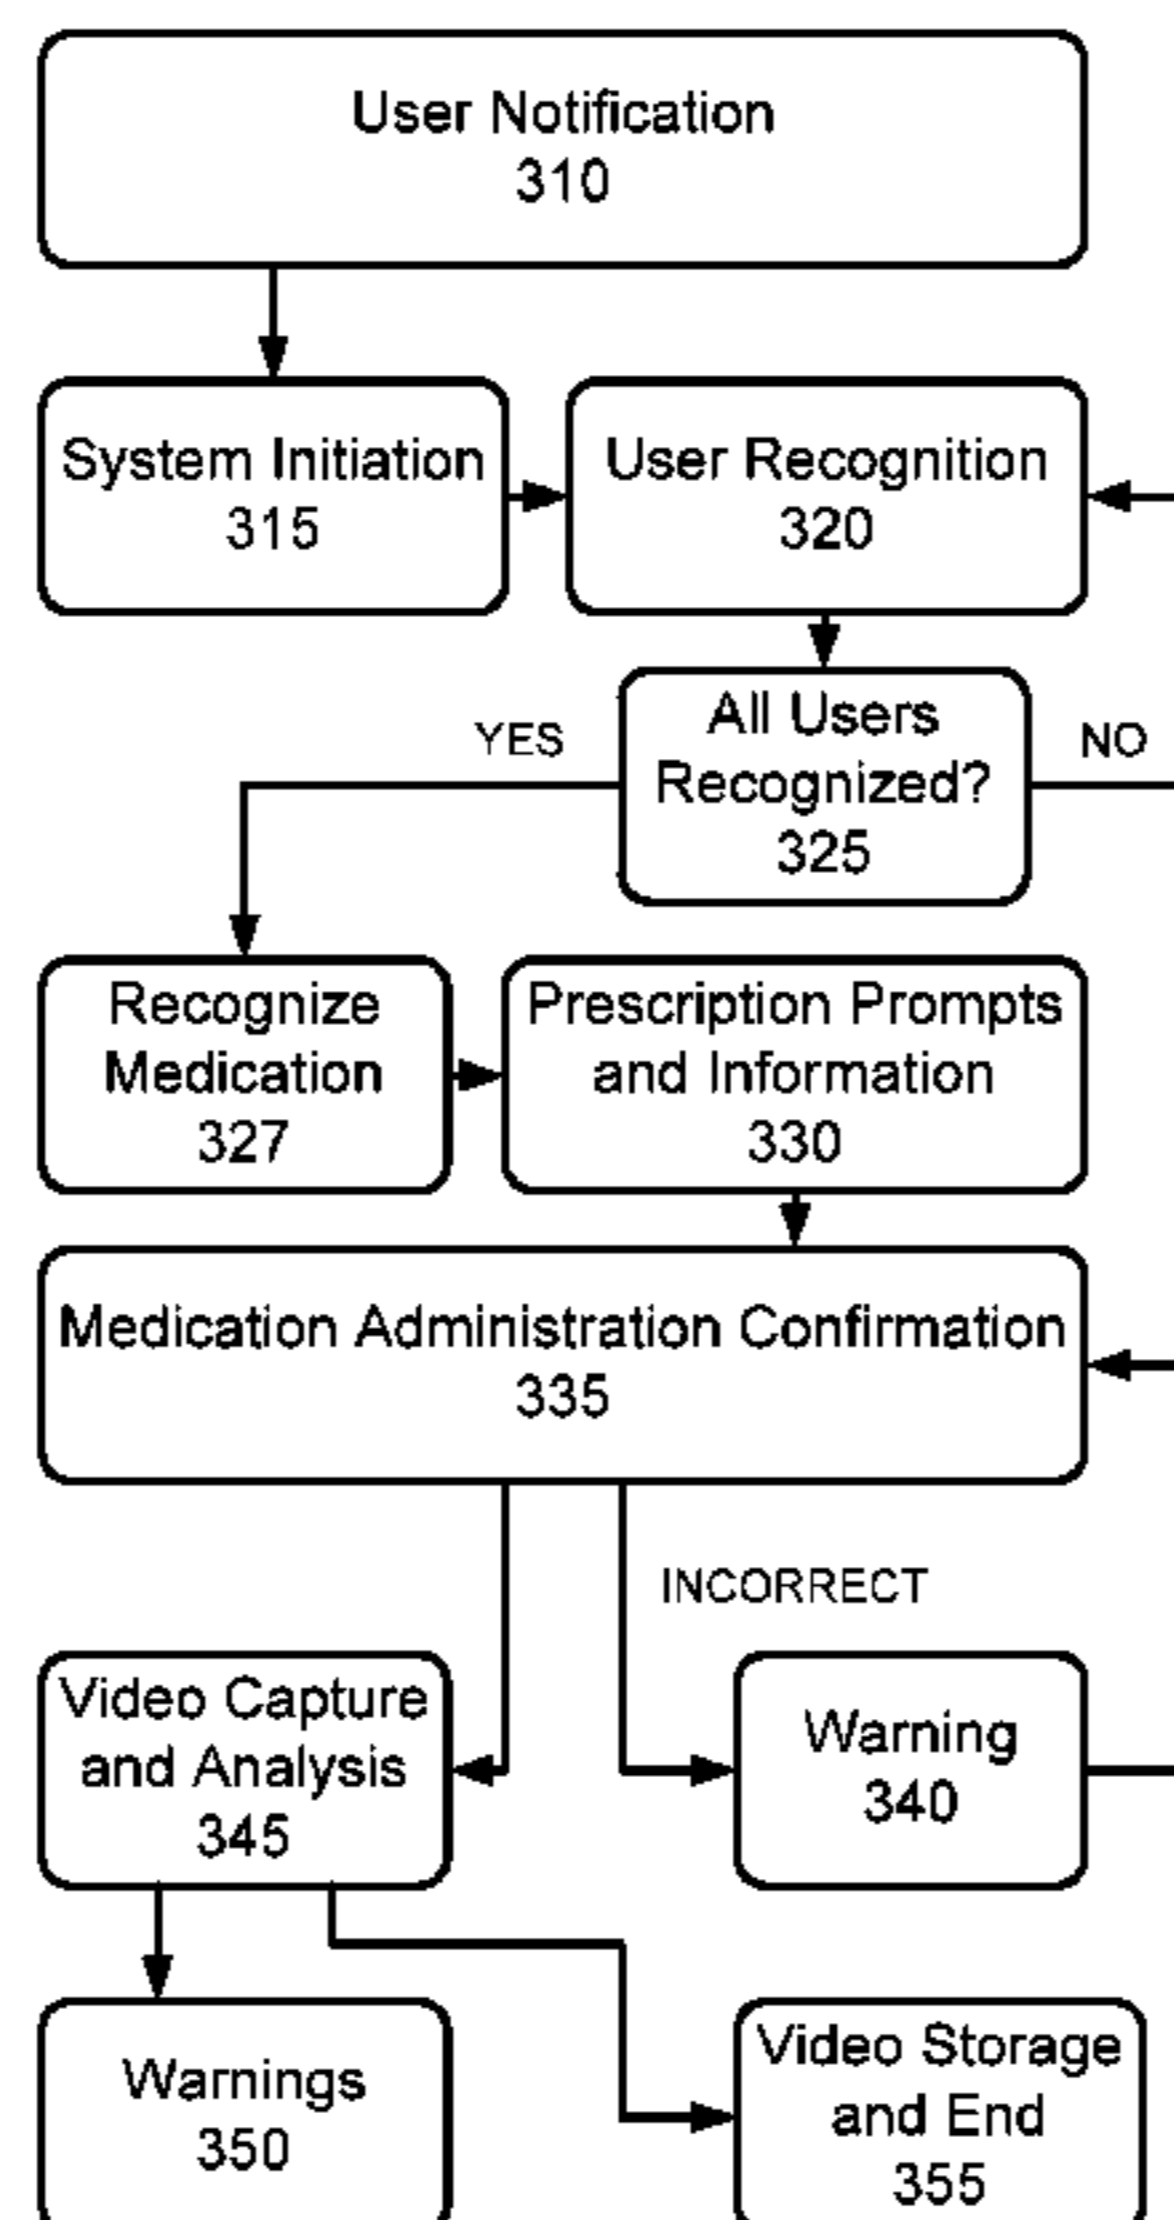 User Notification
310
System Initiation
315
User Recognition
320
All Users
Recognized?
325
YES
NO
Recognize
Medication
327
Prescription Prompts
and Information
330
Medication Administration Confirmation
335
INCORRECT
Video Capture
and Analysis
345
Warning
340
Warnings
350
Video Storage
and End
355